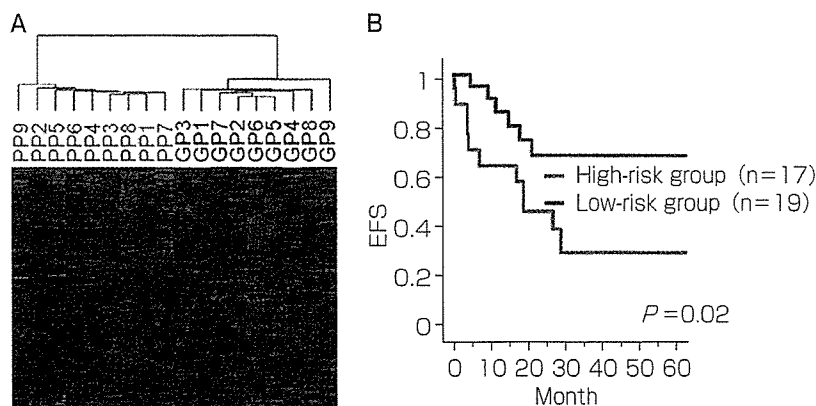 A
PP9 PP2 PP5 PP6 PP4 PP3 PP8 PP1 PP7 GP3 GP1 GP7 GP2 GP6 GP5 GP4 GP8 GP9
B
1
0.8
0.6
0.4
0.2
0
EFS
High-risk group (n=17)
Low-risk group (n=19)
P=0.02
0 10 20 30 40 50 60
Month